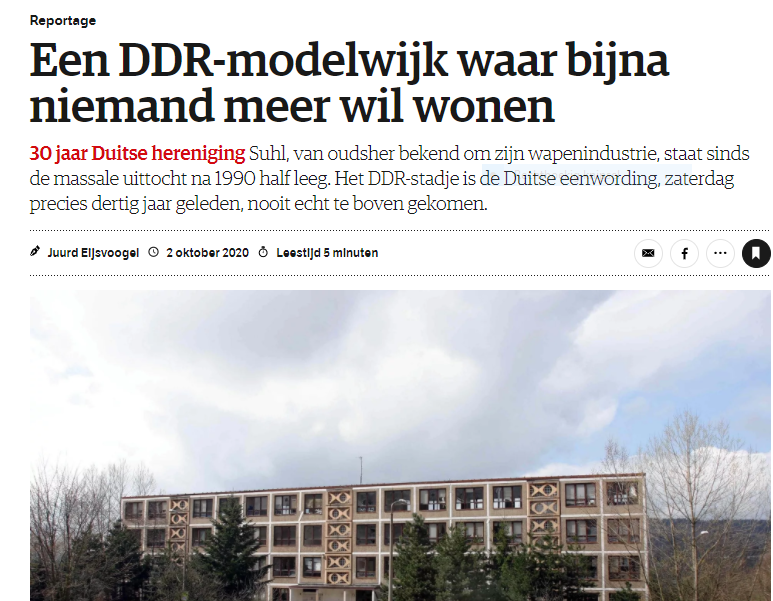 Reportage
Een DDR-modelwijk waar bijna
niemand meer wil wonen
30 jaar Duitse hereniging Suhl, van oudsher bekend om zijn wapenindustrie, staat sinds
de massale uittocht na 1990 half leeg. Het DDR-stadje is de Duitse eenwording, zaterdag
precies dertig jaar geleden, nooit echt te boven gekomen.
Juurd Eijsvoogel 2 oktober 2020 Leestijd 5 minuten